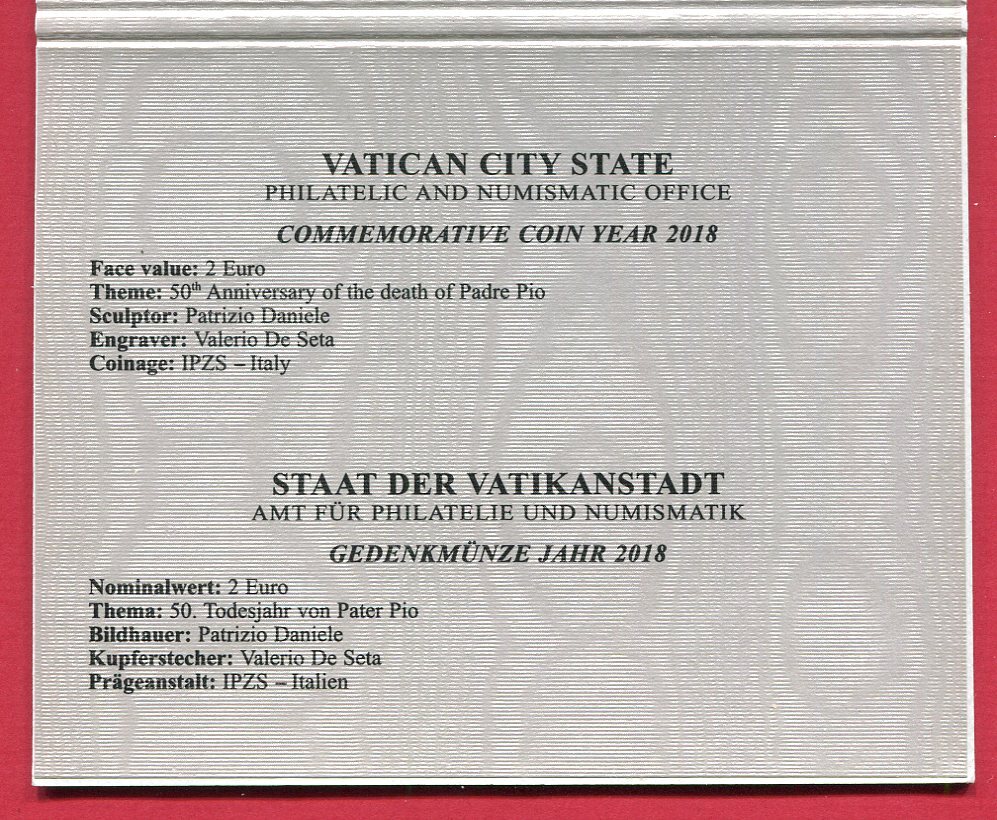 VATICAN CITY STATE
PHILATELIC AND NUMISMATIC OFFICE
COMMEMORATIVE COIN YEAR 2018
Face value: 2 Euro
Theme: 50th Anniversary of the death of Padre Pio
Sculptor: Patrizio Daniele
Engraver: Valerio De Seta
Coinage: IPZS – Italy
STAAT DER VATIKANSTADT
AMT FÜR PHILATELIE UND NUMISMATIK
GEDENKMÜNZE JAHR 2018
Nominalwert: 2 Euro
Thema: 50. Todesjahr von Pater Pio
Bildhauer: Patrizio Daniele
Kupferstecher: Valerio De Seta
Prägeanstalt: IPZS – Italien